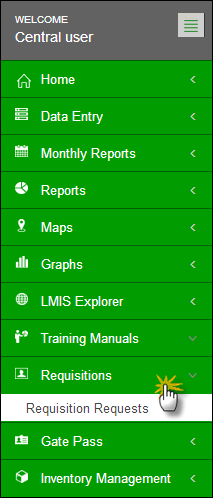 WELCOME
Central user
Home
Data Entry
Monthly Reports
Reports
Maps
Graphs
LMIS Explorer
Training Manuals
Requisitions
Requisition Requests
Gate Pass
Inventory Management